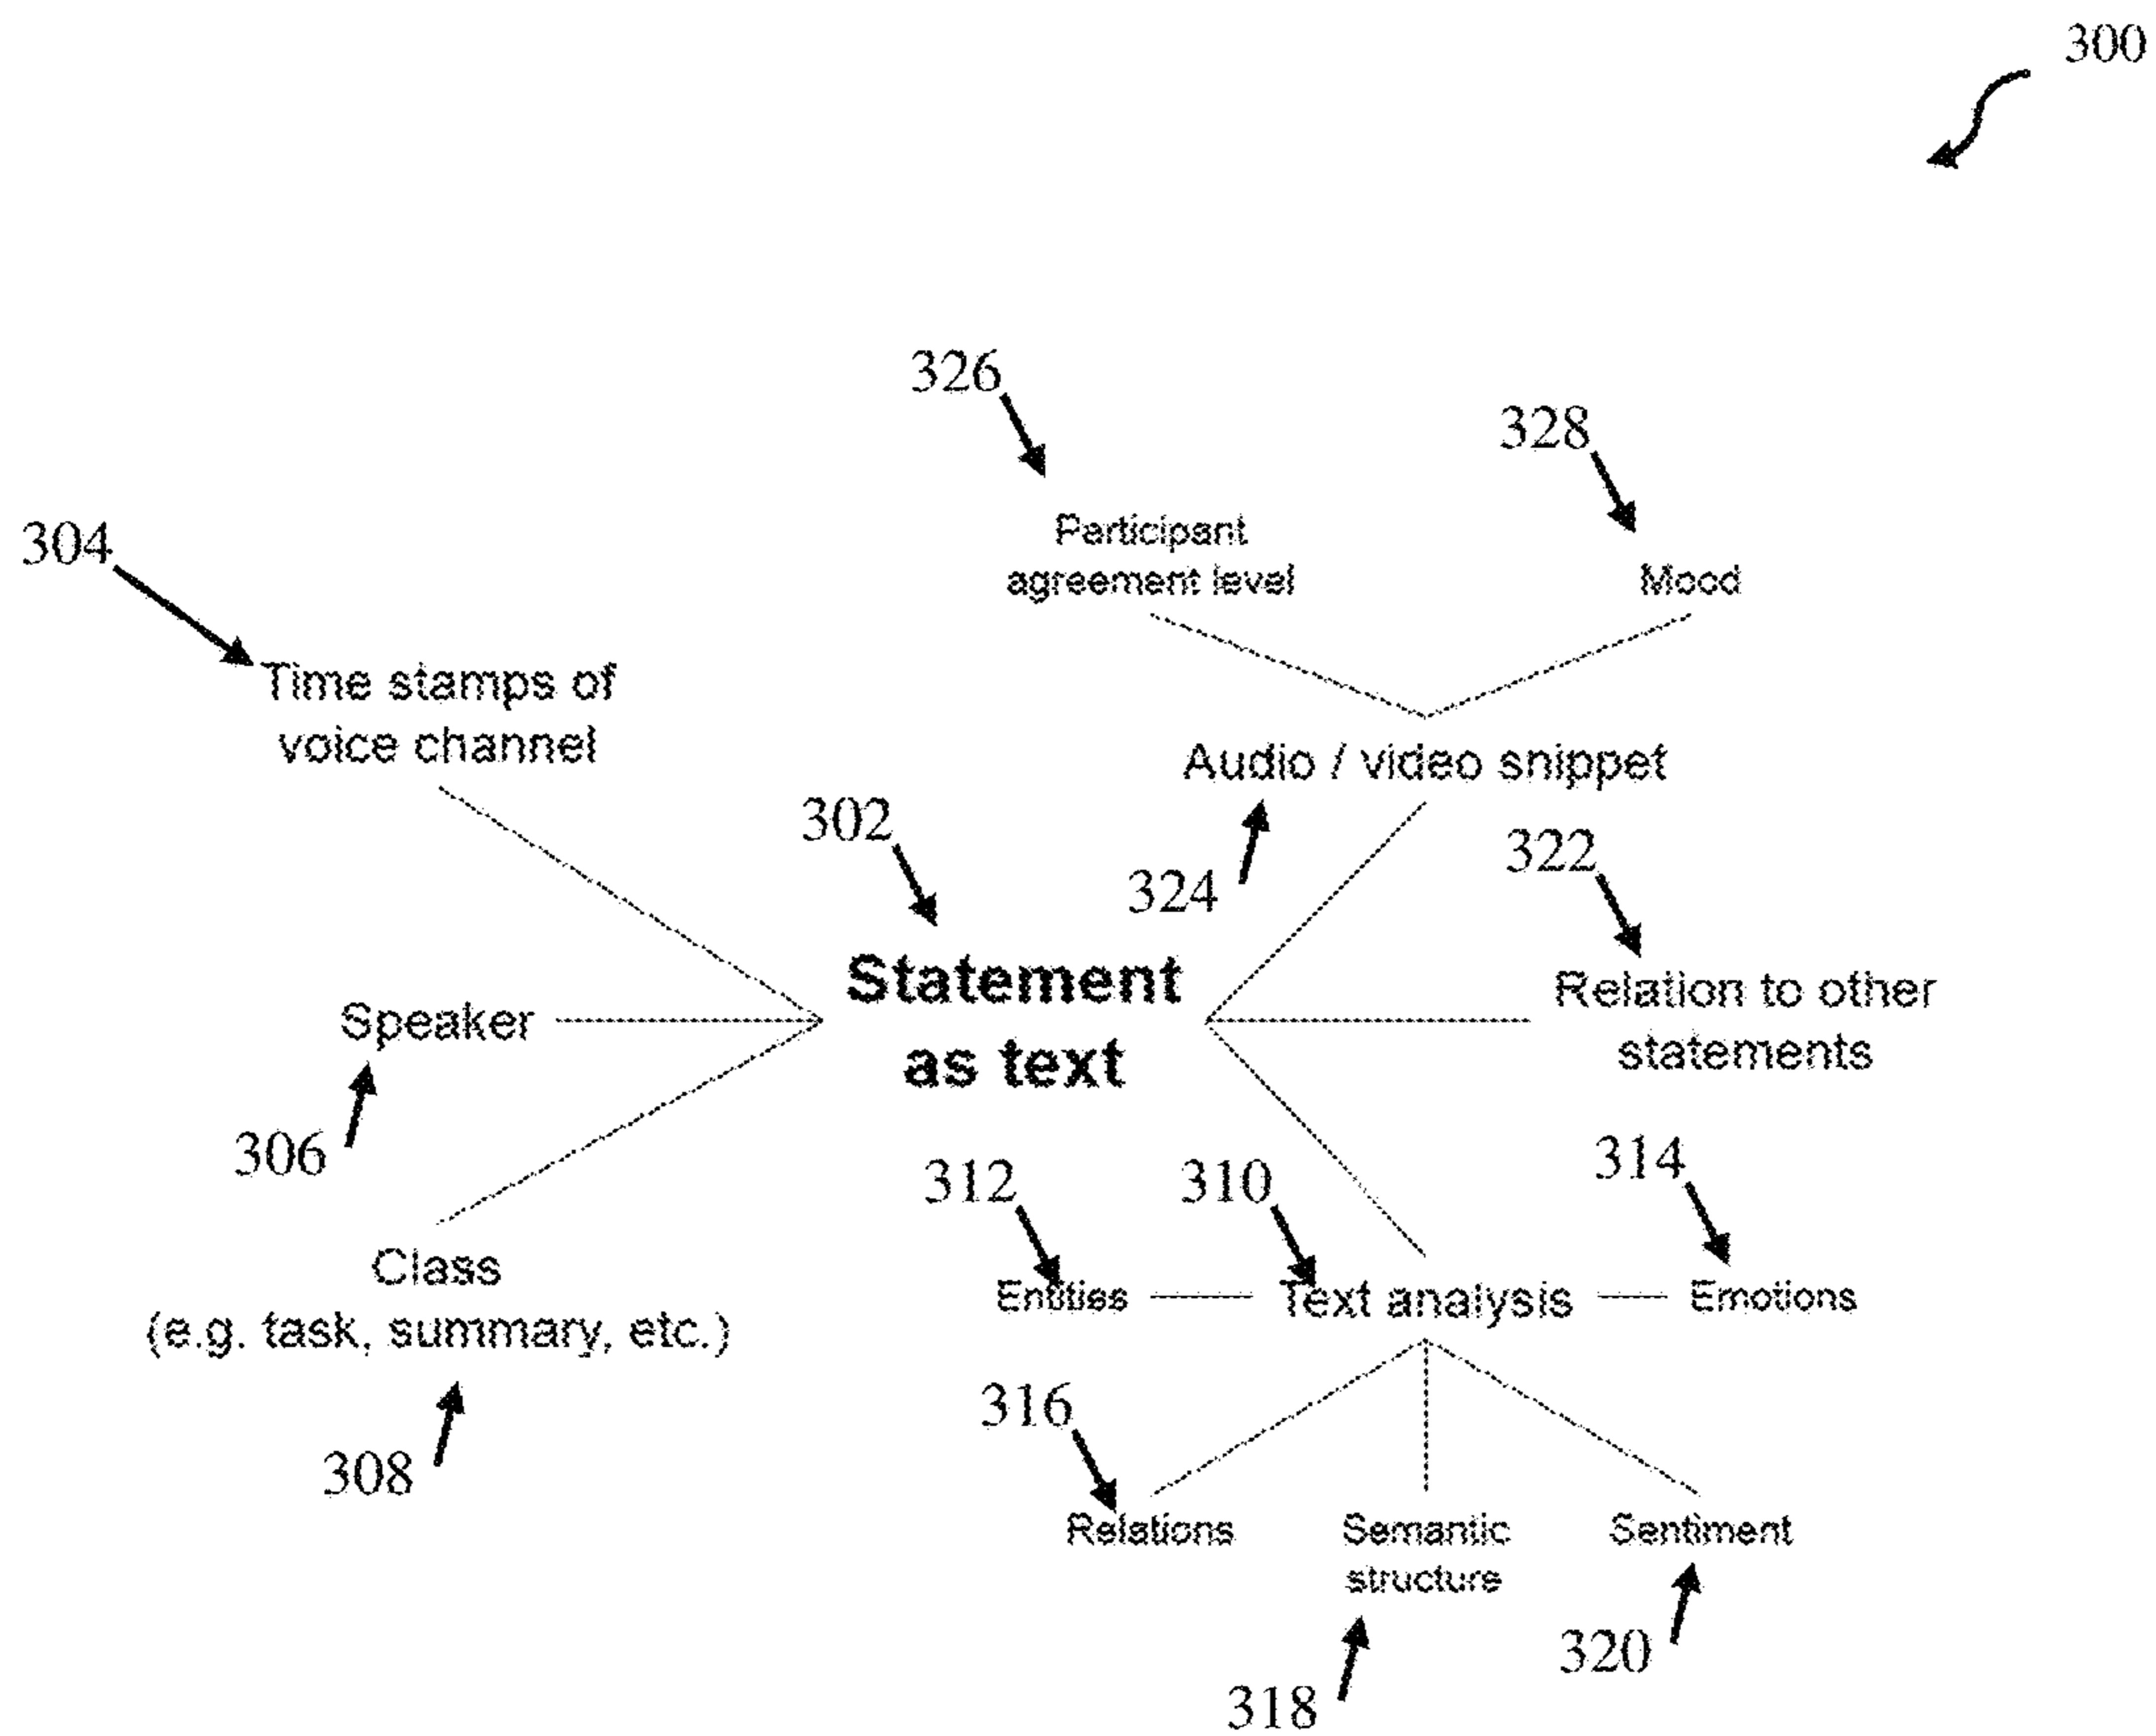 300
326
328
304
Participant
agreement level
Mood
Time stamps of
voice channel
Audio / video snippet
302
324
322
Statement
as text
Relation to other
statements
Speaker
306
312
310
314
Class
(e.g. task, summary, etc.)
Entities
Text analysis
Emotions
308
316
Relations
Semantic
structure
Sentiment
318
320